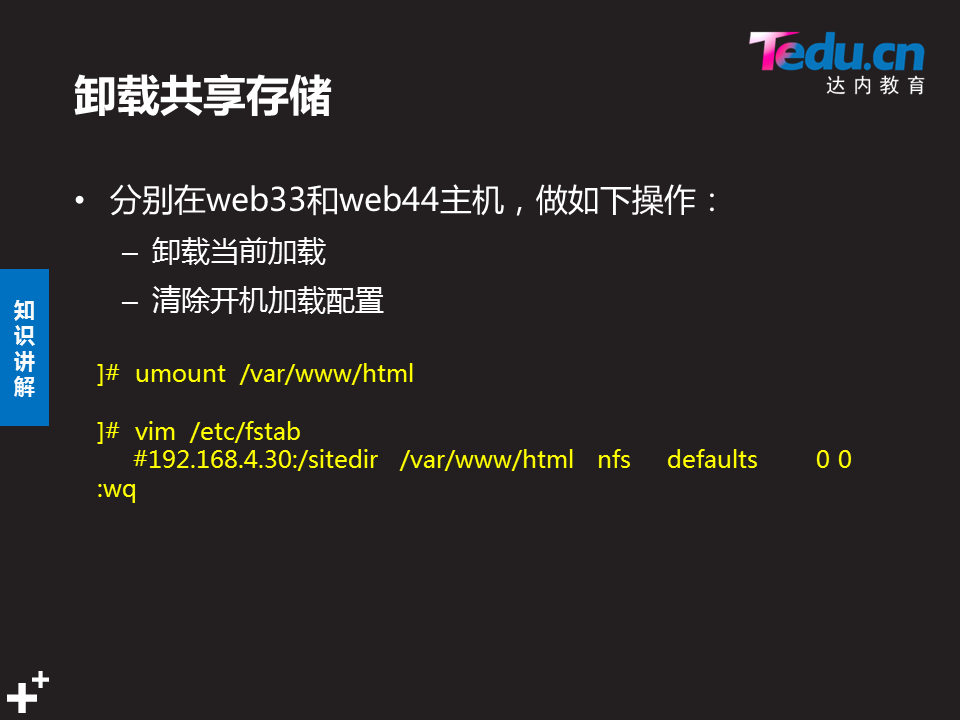 Tedu.cn
达内教育
卸载共享存储
• 分别在web33和web44主机，做如下操作：
– 卸载当前加载
– 清除开机加载配置
知识讲解
]# umount /var/www/html
]# vim /etc/fstab
#192.168.4.30:/sitedir /var/www/html nfs defaults 0 0
:wq